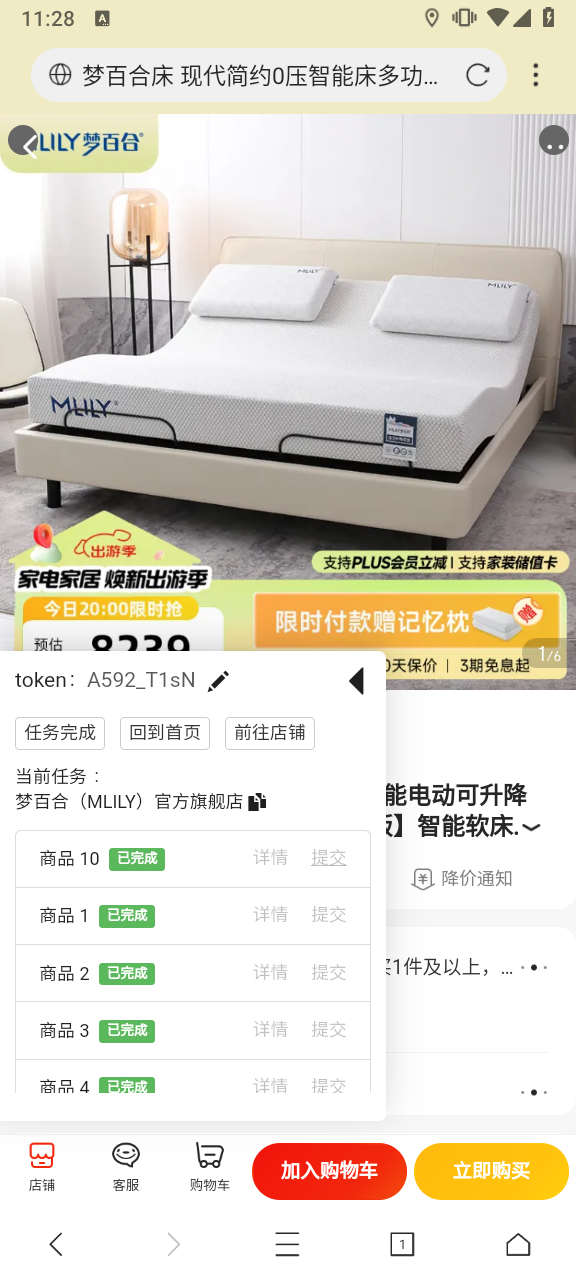 11:28
梦百合床 现代简约0压智能床多功...
MLILY梦百合
MLILY
MLILY
MLILY
出游季
家电家居 焕新出游季
支持PLUS会员立减 | 支持家装储值卡
今日20:00限时抢
限时付款赠记忆枕
赠
预估
8239
0天保价 | 3期免息起
1/6
token: A592_T1sN
任务完成
回到首页
前往店铺
当前任务：
梦百合（MLILY）官方旗舰店
能电动可升降
板】智能软床.
降价通知
商品 10 已完成 详情 提交
商品 1 已完成 详情 提交
买1件及以上，...
商品 2 已完成 详情 提交
商品 3 已完成 详情 提交
商品 4 已完成 详情 提交
店铺
客服
购物车
加入购物车
立即购买
1